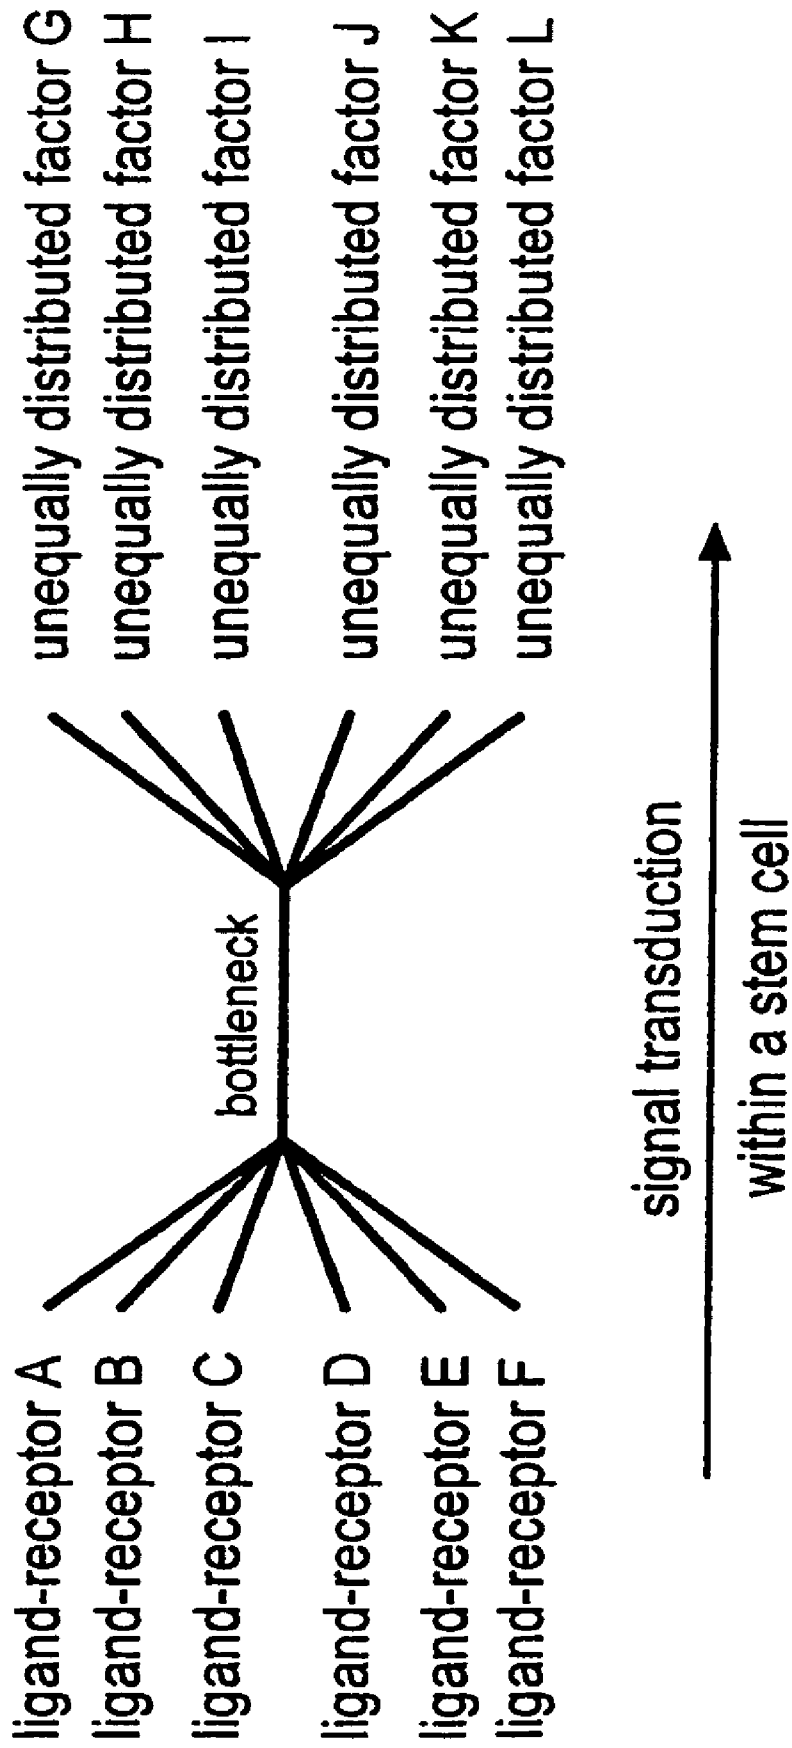 ligand-receptor A
ligand-receptor B
ligand-receptor C
ligand-receptor D
ligand-receptor E
ligand-receptor F
bottleneck
unequally distributed factor G
unequally distributed factor H
unequally distributed factor I
unequally distributed factor J
unequally distributed factor K
unequally distributed factor L
signal transduction
within a stem cell